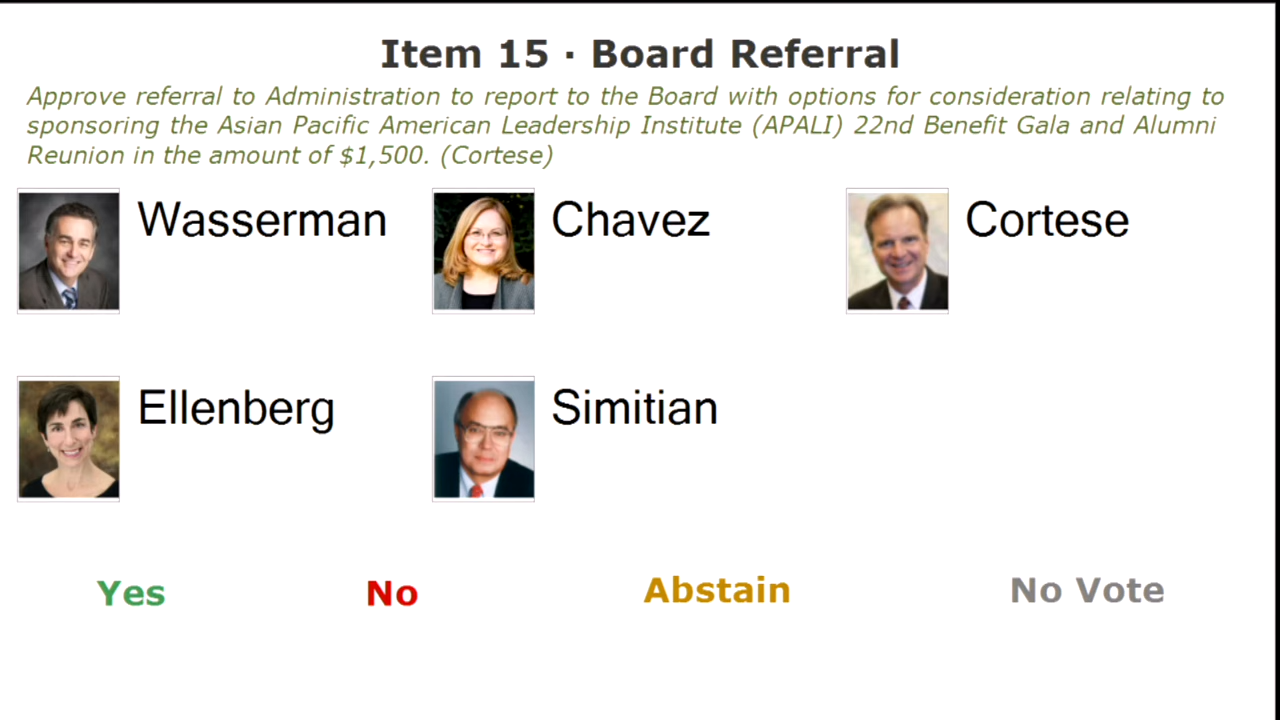 Item 15 · Board Referral
Approve referral to Administration to report to the Board with options for consideration relating to
sponsoring the Asian Pacific American Leadership Institute (APALI) 22nd Benefit Gala and Alumni
Reunion in the amount of $1,500. (Cortese)
Wasserman Chavez Cortese
Ellenberg Simitian
Yes No Abstain No Vote